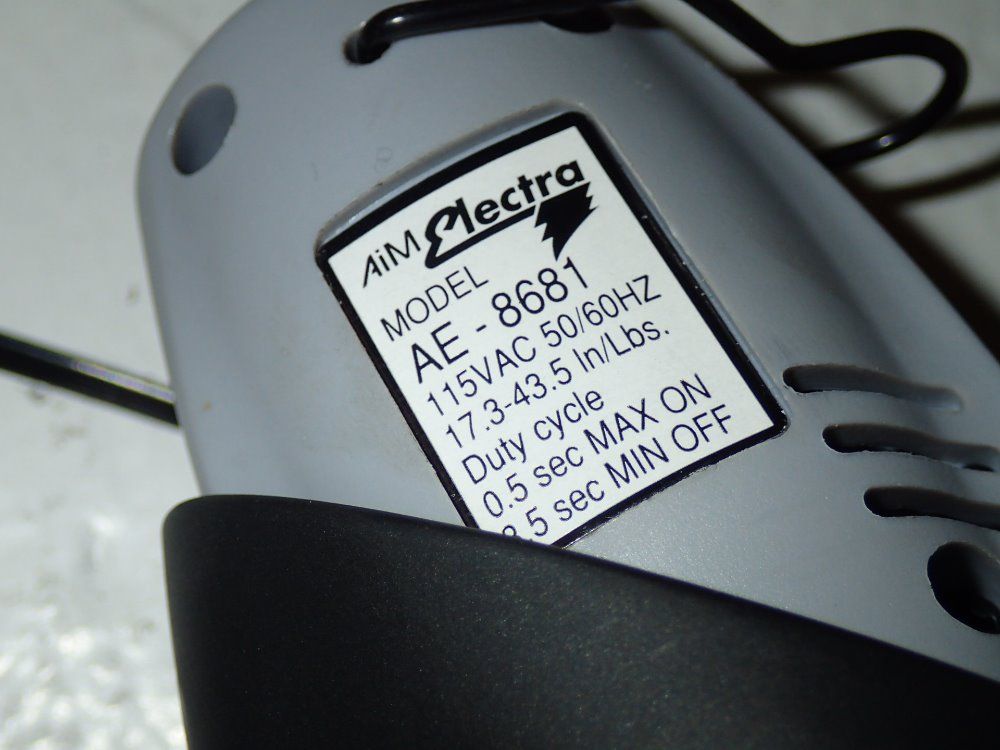 AiM Electra
MODEL
AE - 8681
115VAC 50/60HZ
17.3-43.5 In/Lbs.
Duty cycle
0.5 sec MAX ON
.5 sec MIN OFF